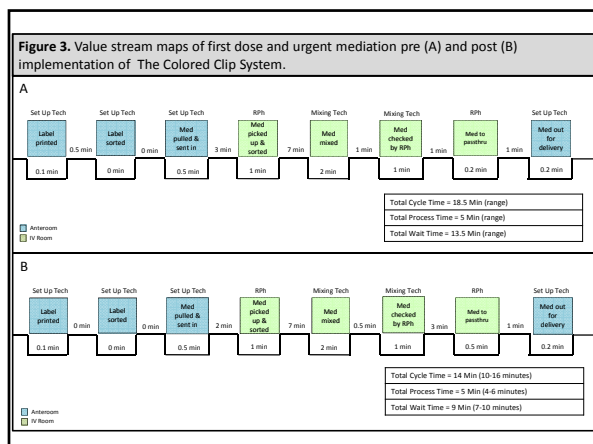 Figure 3. Value stream maps of first dose and urgent mediation pre (A) and post (B)
implementation of The Colored Clip System.
A
Set Up Tech Set Up Tech Set Up Tech RPh Mixing Tech Mixing Tech RPh Set Up Tech
Label printed
Label sorted
Med pulled & sent in
Med picked up & sorted
Med mixed
Med checked by RPh
Med to passthru
Med out for delivery
0.5 min 0 min 3 min 7 min 1 min 1 min 1 min
0.1 min 0 min 0.5 min 1 min 2 min 1 min 0.2 min 0.2 min
Total Cycle Time = 18.5 Min (range)
Total Process Time = 5 Min (range)
Total Wait Time = 13.5 Min (range)
Anteroom
IV Room
B
Set Up Tech Set Up Tech Set Up Tech RPh Mixing Tech Mixing Tech RPh Set Up Tech
Label printed
Label sorted
Med pulled & sent in
Med picked up & sorted
Med mixed
Med checked by RPh
Med to passthru
Med out for delivery
0 min 0 min 2 min 7 min 0.5 min 3 min 1 min
0.1 min 0 min 0.5 min 1 min 2 min 1 min 0.5 min 0.2 min
Total Cycle Time = 14 Min (10-16 minutes)
Total Process Time = 5 Min (4-6 minutes)
Total Wait Time = 9 Min (7-10 minutes)
Anteroom
IV Room